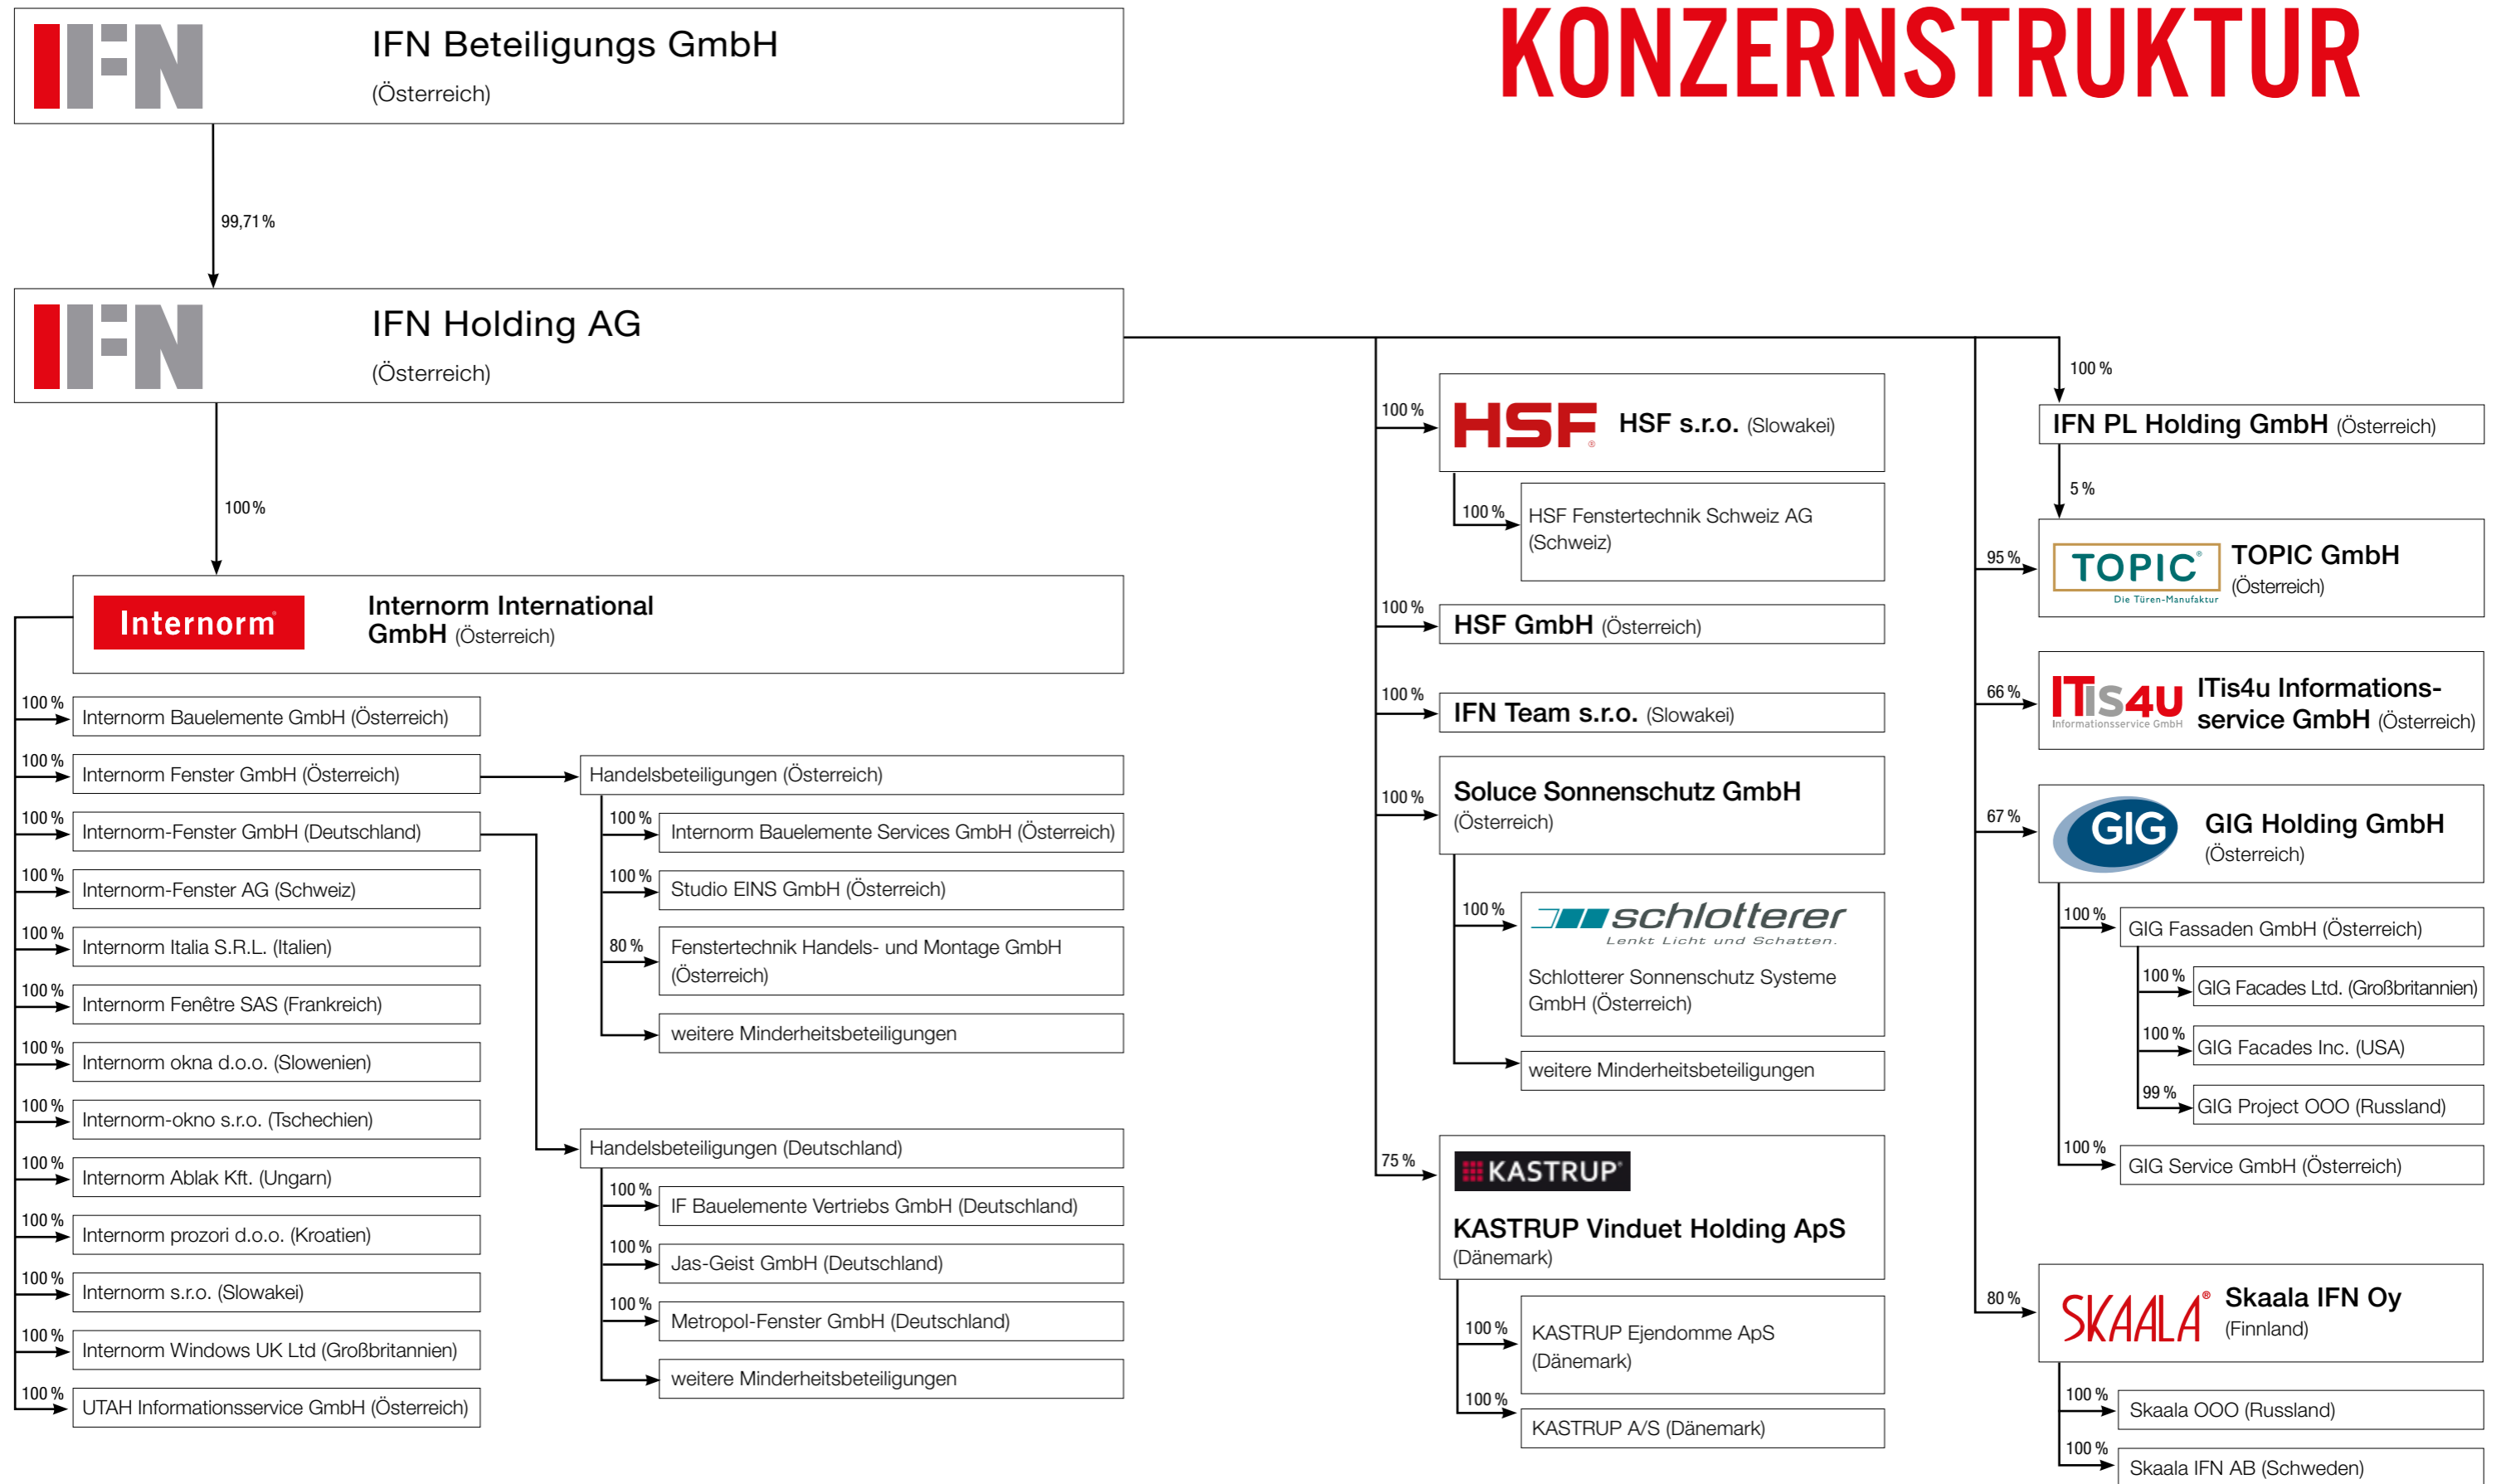 KONZERNSTRUKTUR
IFN
IFN Beteiligungs GmbH
(Österreich)
99,71 %
IFN
IFN Holding AG
(Österreich)
100 %
Internorm®
Internorm International
GmbH (Österreich)
100 %
Internorm Bauelemente GmbH (Österreich)
100 %
Internorm Fenster GmbH (Österreich)
100 %
Internorm-Fenster GmbH (Deutschland)
100 %
Internorm-Fenster AG (Schweiz)
100 %
Internorm Italia S.R.L. (Italien)
100 %
Internorm Fenêtre SAS (Frankreich)
100 %
Internorm okna d.o.o. (Slowenien)
100 %
Internorm-okno s.r.o. (Tschechien)
100 %
Internorm Ablak Kft. (Ungarn)
100 %
Internorm prozori d.o.o. (Kroatien)
100 %
Internorm s.r.o. (Slowakei)
100 %
Internorm Windows UK Ltd (Großbritannien)
100 %
UTAH Informationsservice GmbH (Österreich)
Handelsbeteiligungen (Österreich)
100 %
Internorm Bauelemente Services GmbH (Österreich)
100 %
Studio EINS GmbH (Österreich)
80 %
Fenstertechnik Handels- und Montage GmbH
(Österreich)
weitere Minderheitsbeteiligungen
Handelsbeteiligungen (Deutschland)
100 %
IF Bauelemente Vertriebs GmbH (Deutschland)
100 %
Jas-Geist GmbH (Deutschland)
100 %
Metropol-Fenster GmbH (Deutschland)
weitere Minderheitsbeteiligungen
100 %
HSF®
HSF s.r.o. (Slowakei)
100 %
HSF Fenstertechnik Schweiz AG
(Schweiz)
100 %
HSF GmbH (Österreich)
100 %
IFN Team s.r.o. (Slowakei)
100 %
Soluce Sonnenschutz GmbH
(Österreich)
100 %
schlotterer
Lenkt Licht und Schatten.
Schlotterer Sonnenschutz Systeme
GmbH (Österreich)
weitere Minderheitsbeteiligungen
75 %
KASTRUP®
KASTRUP Vinduet Holding ApS
(Dänemark)
100 %
KASTRUP Ejendomme ApS
(Dänemark)
100 %
KASTRUP A/S (Dänemark)
100 %
IFN PL Holding GmbH (Österreich)
5 %
95 %
TOPIC®
Die Türen-Manufaktur
TOPIC GmbH
(Österreich)
66 %
ITis4U
Informationsservice GmbH
ITis4u Informations-
service GmbH (Österreich)
67 %
GIG
GIG Holding GmbH
(Österreich)
100 %
GIG Fassaden GmbH (Österreich)
100 %
GIG Facades Ltd. (Großbritannien)
100 %
GIG Facades Inc. (USA)
99 %
GIG Project OOO (Russland)
100 %
GIG Service GmbH (Österreich)
80 %
SKAALA®
Skaala IFN Oy
(Finnland)
100 %
Skaala OOO (Russland)
100 %
Skaala IFN AB (Schweden)